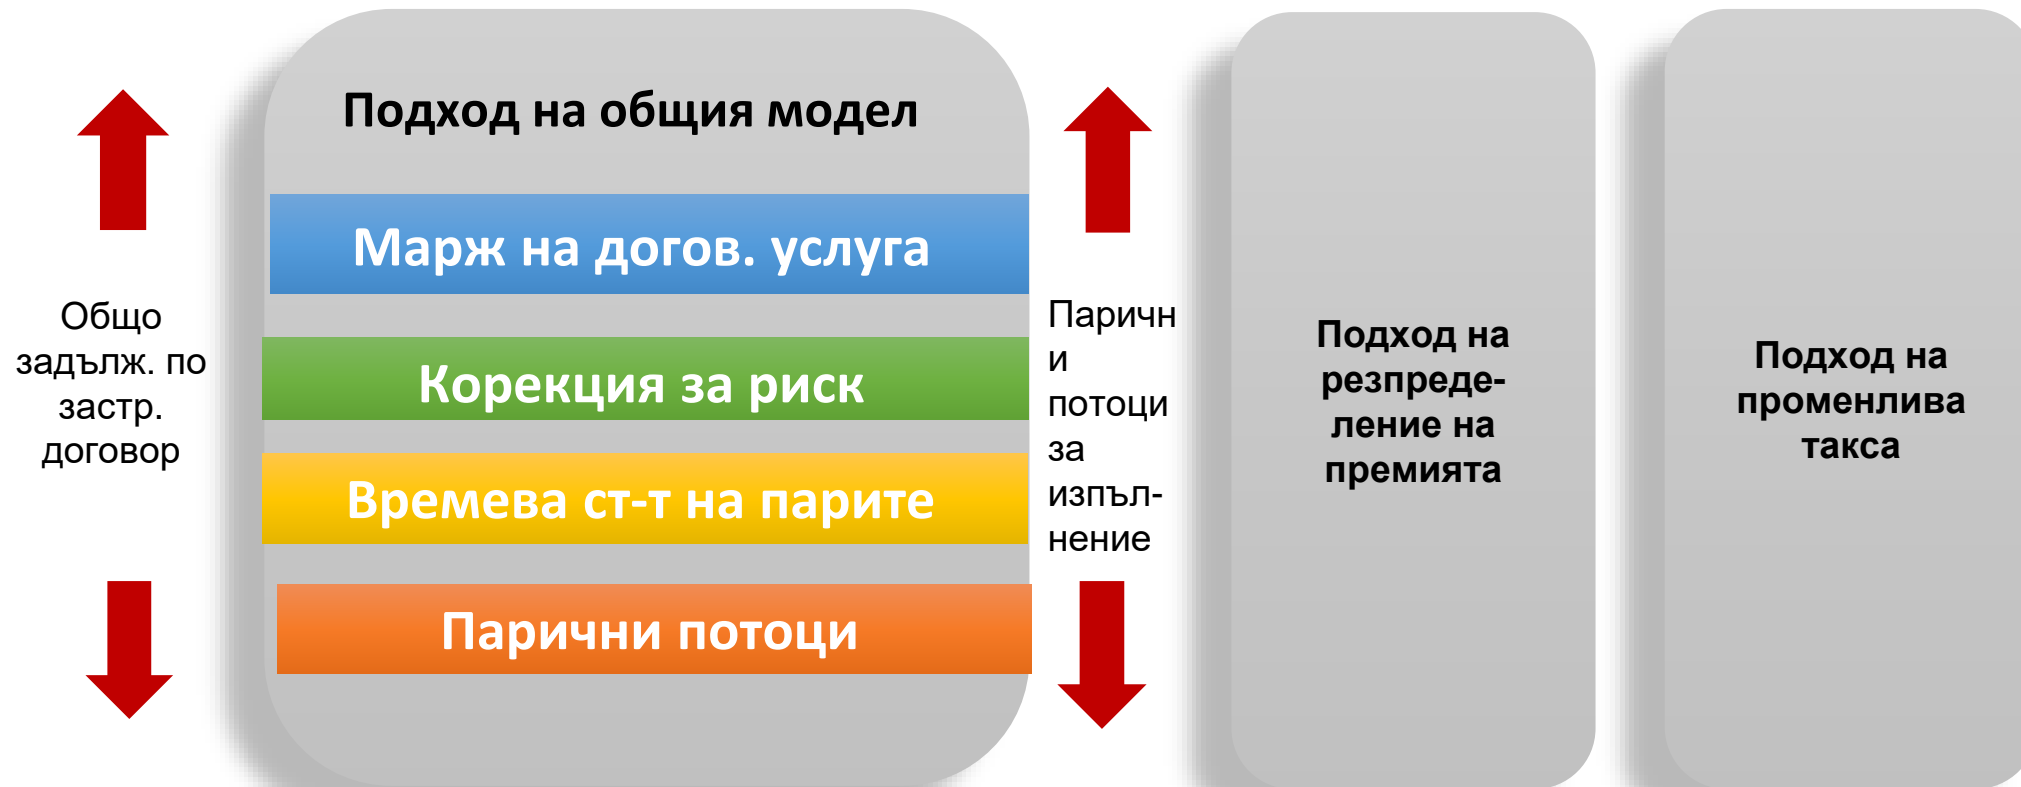 Подход на общия модел
Марж на догов. услуга
Корекция за риск
Времева ст-т на парите
Парични потоци
Общо
задълж. по
застр.
договор
Паричн
и
потоци
за
изпъл-
нение
Подход на
резпреде-
ление на
премията
Подход на
променлива
такса